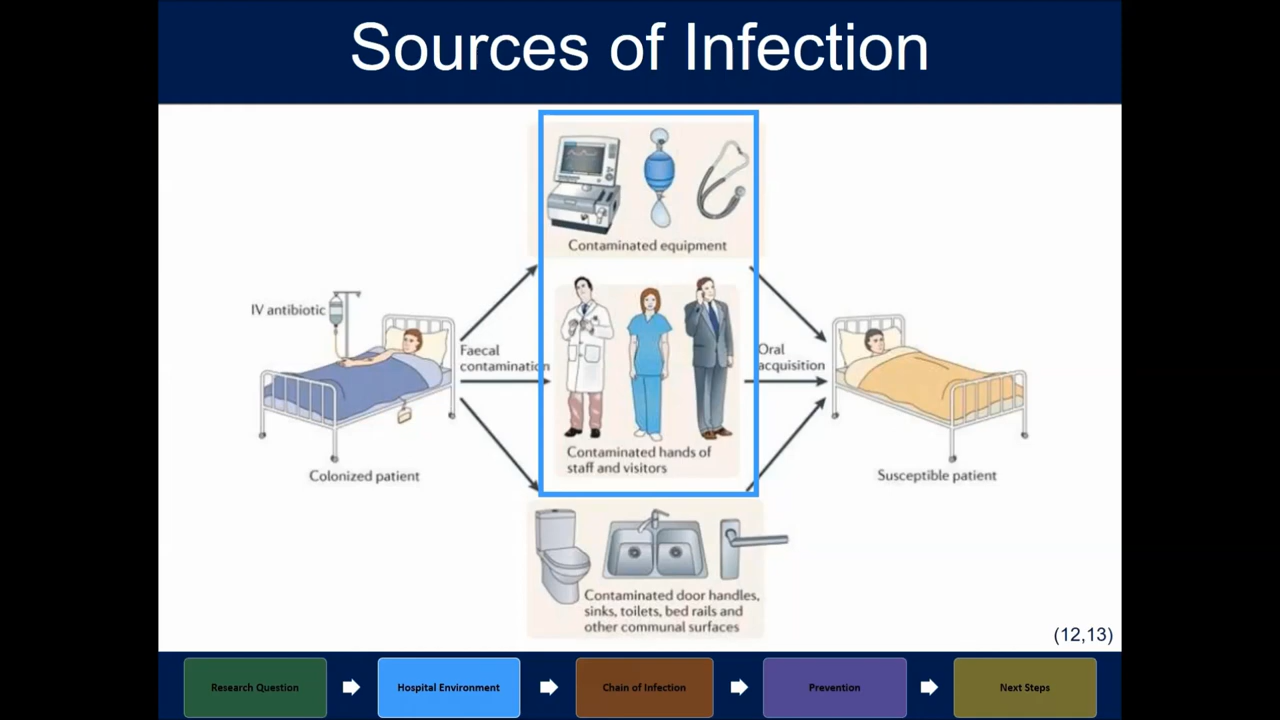 Sources of Infection
Contaminated equipment
IV antibiotic
Faecal
contamination
Oral
acquisition
Contaminated hands of
staff and visitors
Colonized patient
Susceptible patient
Contaminated door handles,
sinks, toilets, bed rails and
other communal surfaces
(12,13)
Research Question
Hospital Environment
Chain of Infection
Prevention
Next Steps